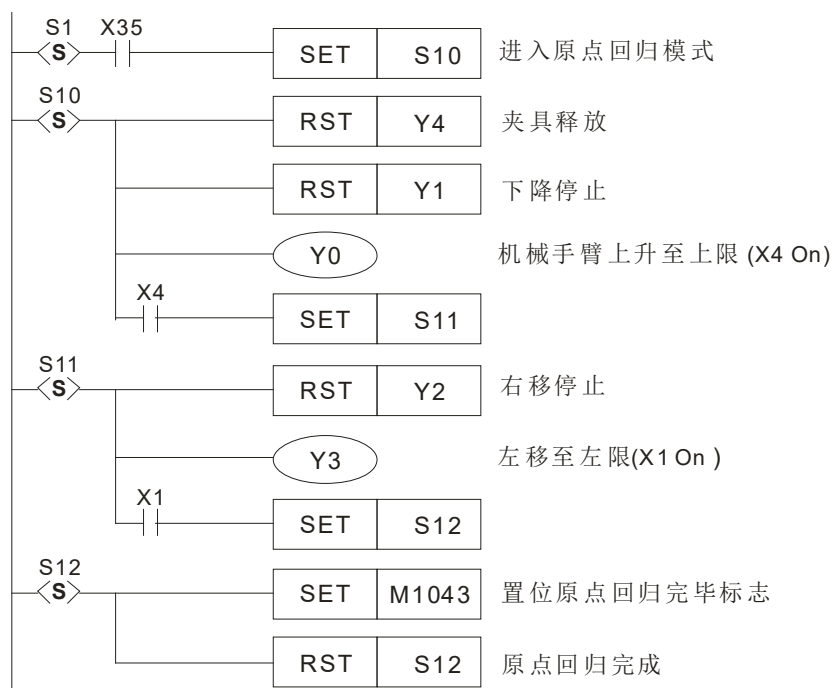 S1 X35
S SET S10 进入原点回归模式
S10
S RST Y4 夹具释放
RST Y1 下降停止
Y0 机械手臂上升至上限 (X4 On)
X4
SET S11
S11
S RST Y2 右移停止
Y3 左移至左限(X1 On )
X1
SET S12
S12
S SET M1043 置位原点回归完毕标志
RST S12 原点回归完成